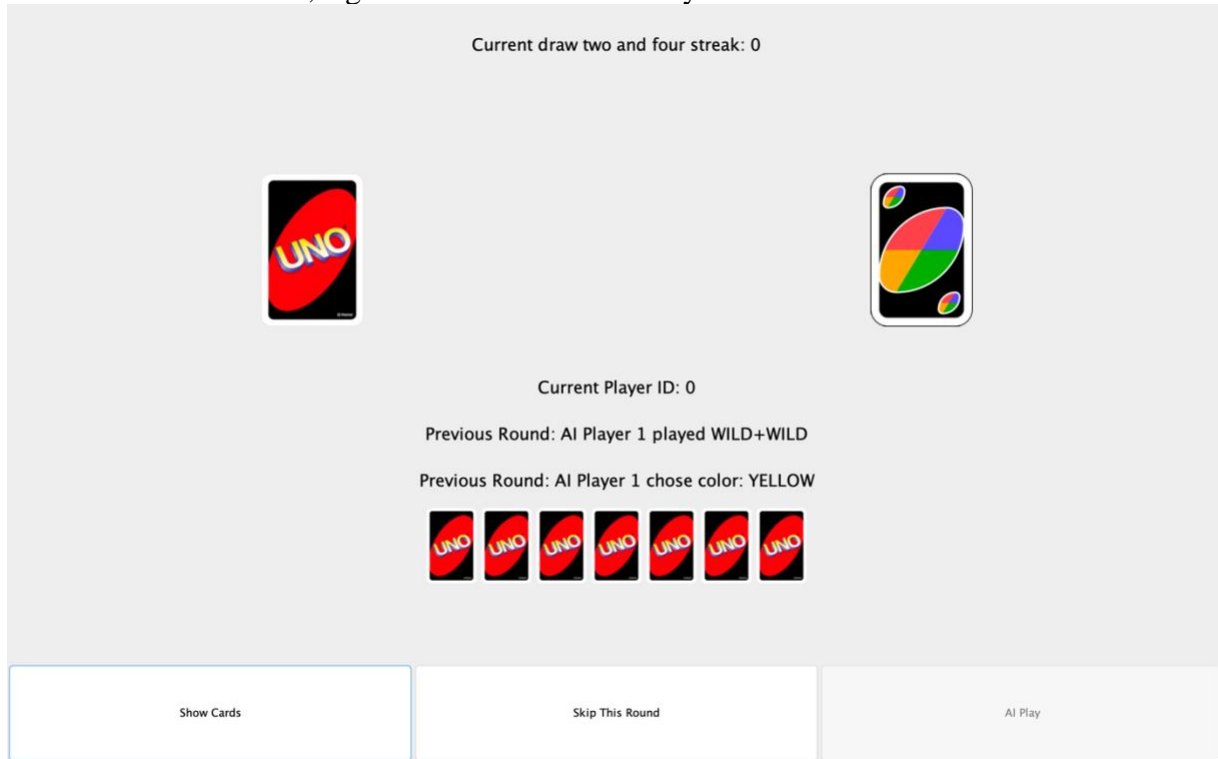 Current draw two and four streak: 0
UNO
Current Player ID: 0
Previous Round: AI Player 1 played WILD+WILD
Previous Round: AI Player 1 chose color: YELLOW
UNO UNO UNO UNO UNO UNO UNO
Show Cards
Skip This Round
AI Play